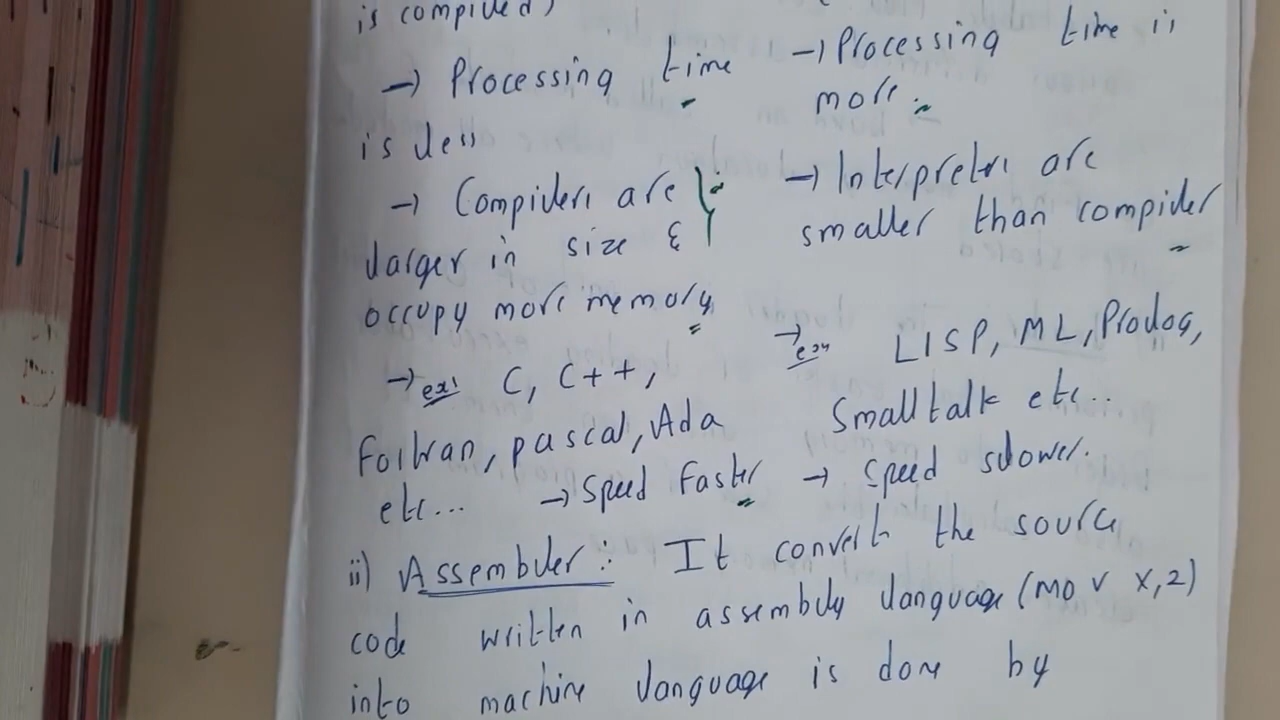 is compiled)
→ Processing time → Processing time is
is less more.
→ Compilers are → Interpreters are
larger in size & smaller than compiler
occupy more memory
→ ex: C, C++, → ex: LISP, ML, Prolog,
Fortran, pascal, Ada Smalltalk etc..
etc... → Speed Faster → Speed slower.
ii) Assembler: It converts the source
code written in assembly language (MOV X,2)
into machine language is done by